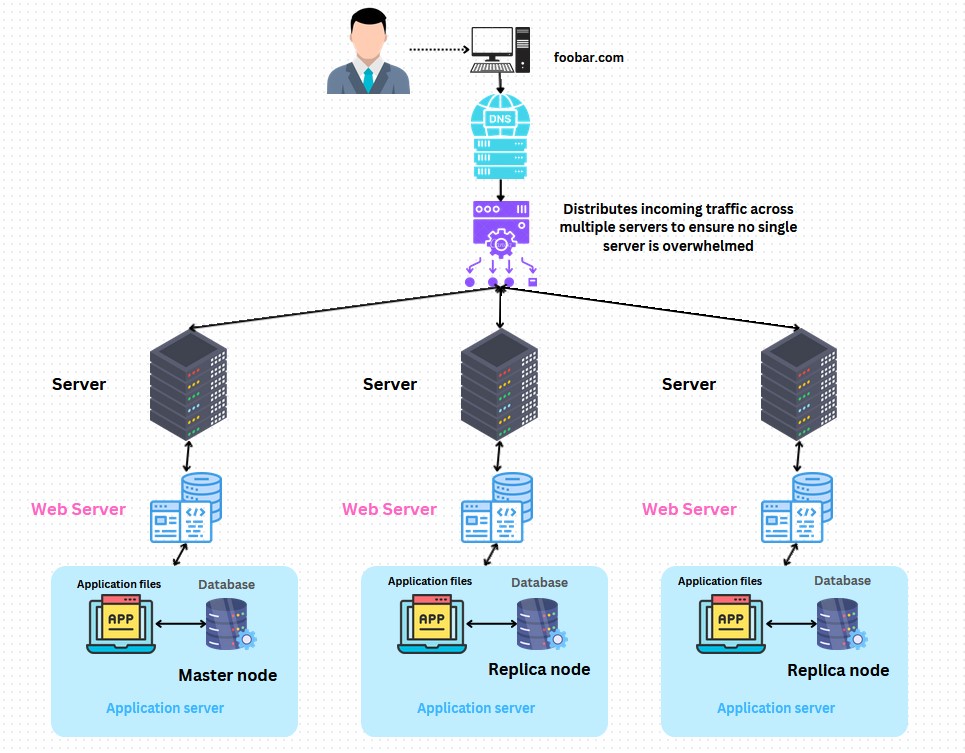 foobar.com
DNS
Distributes incoming traffic across
multiple servers to ensure no single
server is overwhelmed
Server
Server
Server
Web Server
Web Server
Web Server
Application files
Database
APP
Master node
Application server
Application files
Database
APP
Replica node
Application server
Application files
Database
APP
Replica node
Application server